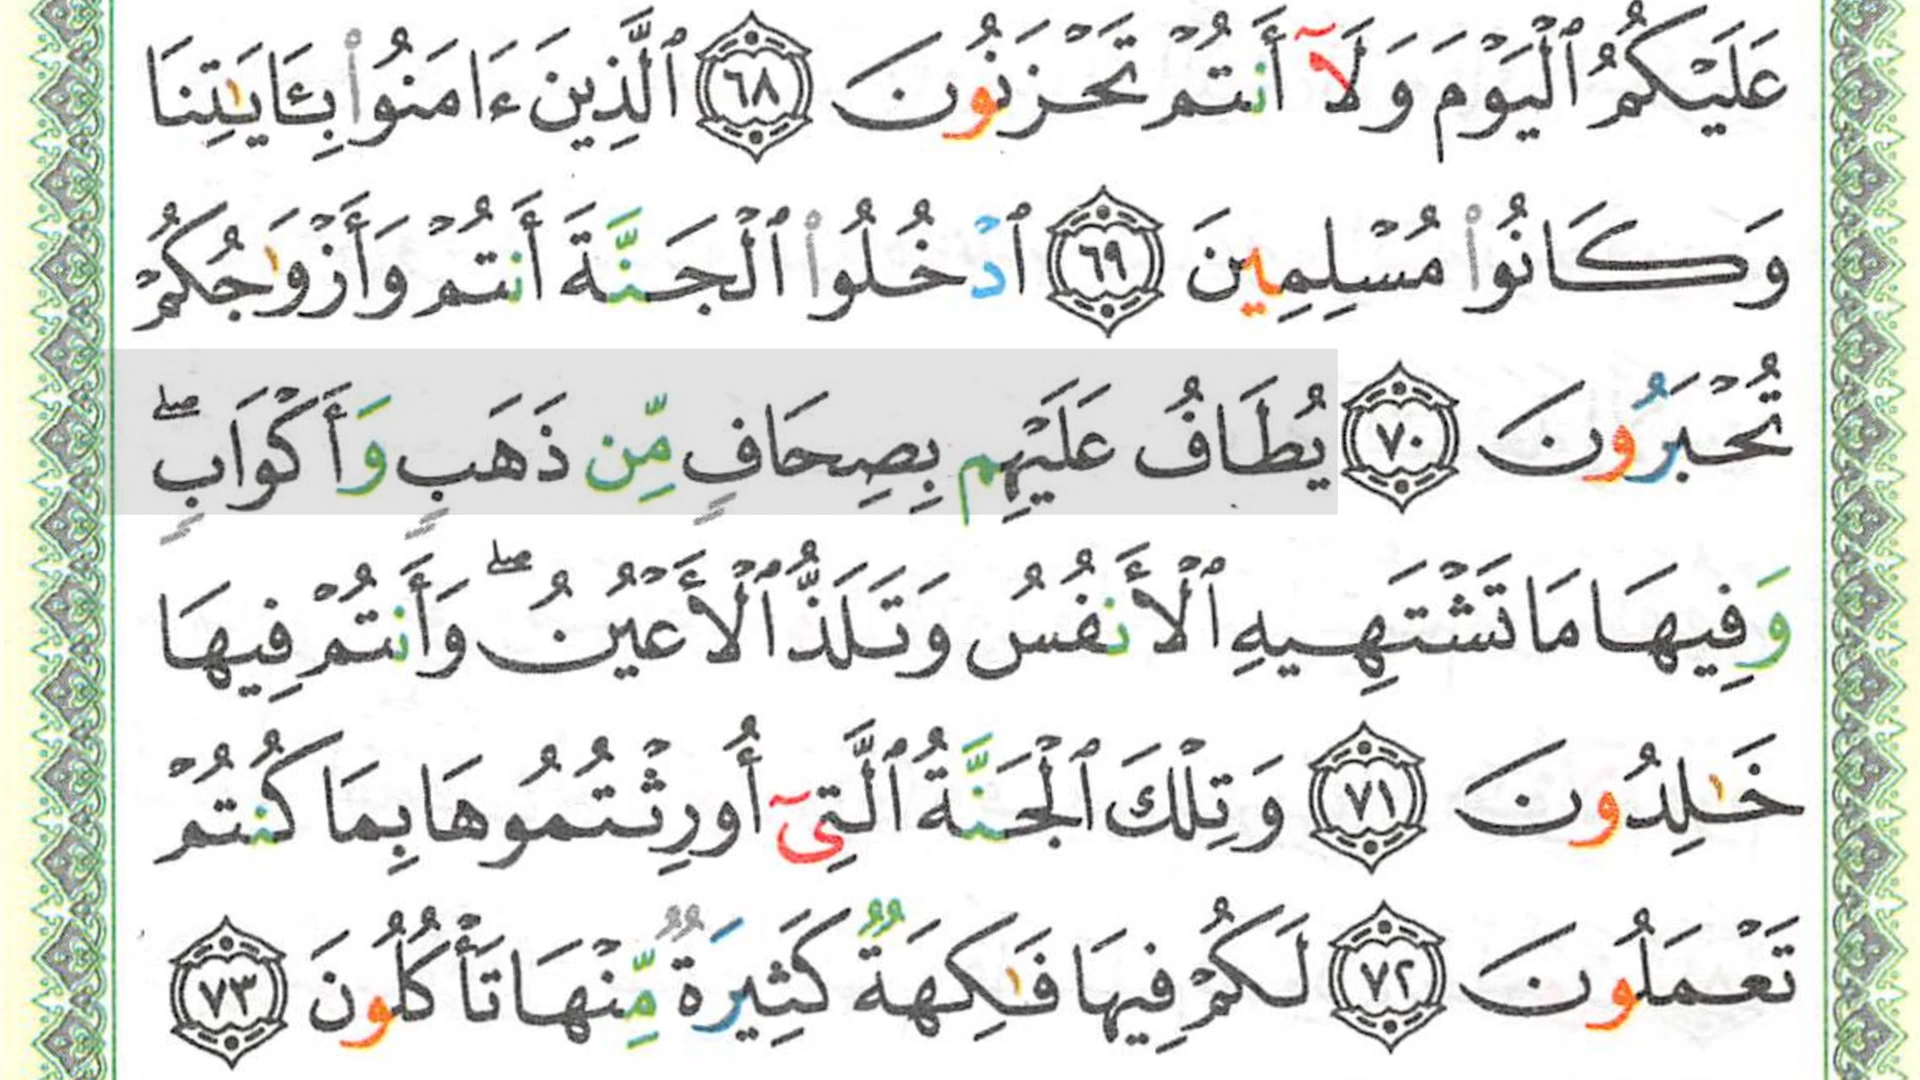 عَلَيْكُمُ ٱلْيَوْمَ وَلَآ أَنتُمْ تَحْزَنُونَ ٦٨ ٱلَّذِينَ ءَامَنُوا۟ بِـَٔايَـٰتِنَا
وَكَانُوا۟ مُسْلِمِينَ ٦٩ ٱدْخُلُوا۟ ٱلْجَنَّةَ أَنتُمْ وَأَزْوَٰجُكُمْ
تُحْبَرُونَ ٧٠ يُطَافُ عَلَيْهِم بِصِحَافٍ مِّن ذَهَبٍ وَأَكْوَابٍ ۖ
وَفِيهَا مَا تَشْتَهِيهِ ٱلْأَنفُسُ وَتَلَذُّ ٱلْأَعْيُنُ ۖ وَأَنتُمْ فِيهَا
خَـٰلِدُونَ ٧١ وَتِلْكَ ٱلْجَنَّةُ ٱلَّتِىٓ أُورِثْتُمُوهَا بِمَا كُنتُمْ
تَعْمَلُونَ ٧٢ لَكُمْ فِيهَا فَـٰكِهَةٌ كَثِيرَةٌ مِّنْهَا تَأْكُلُونَ ٧٣